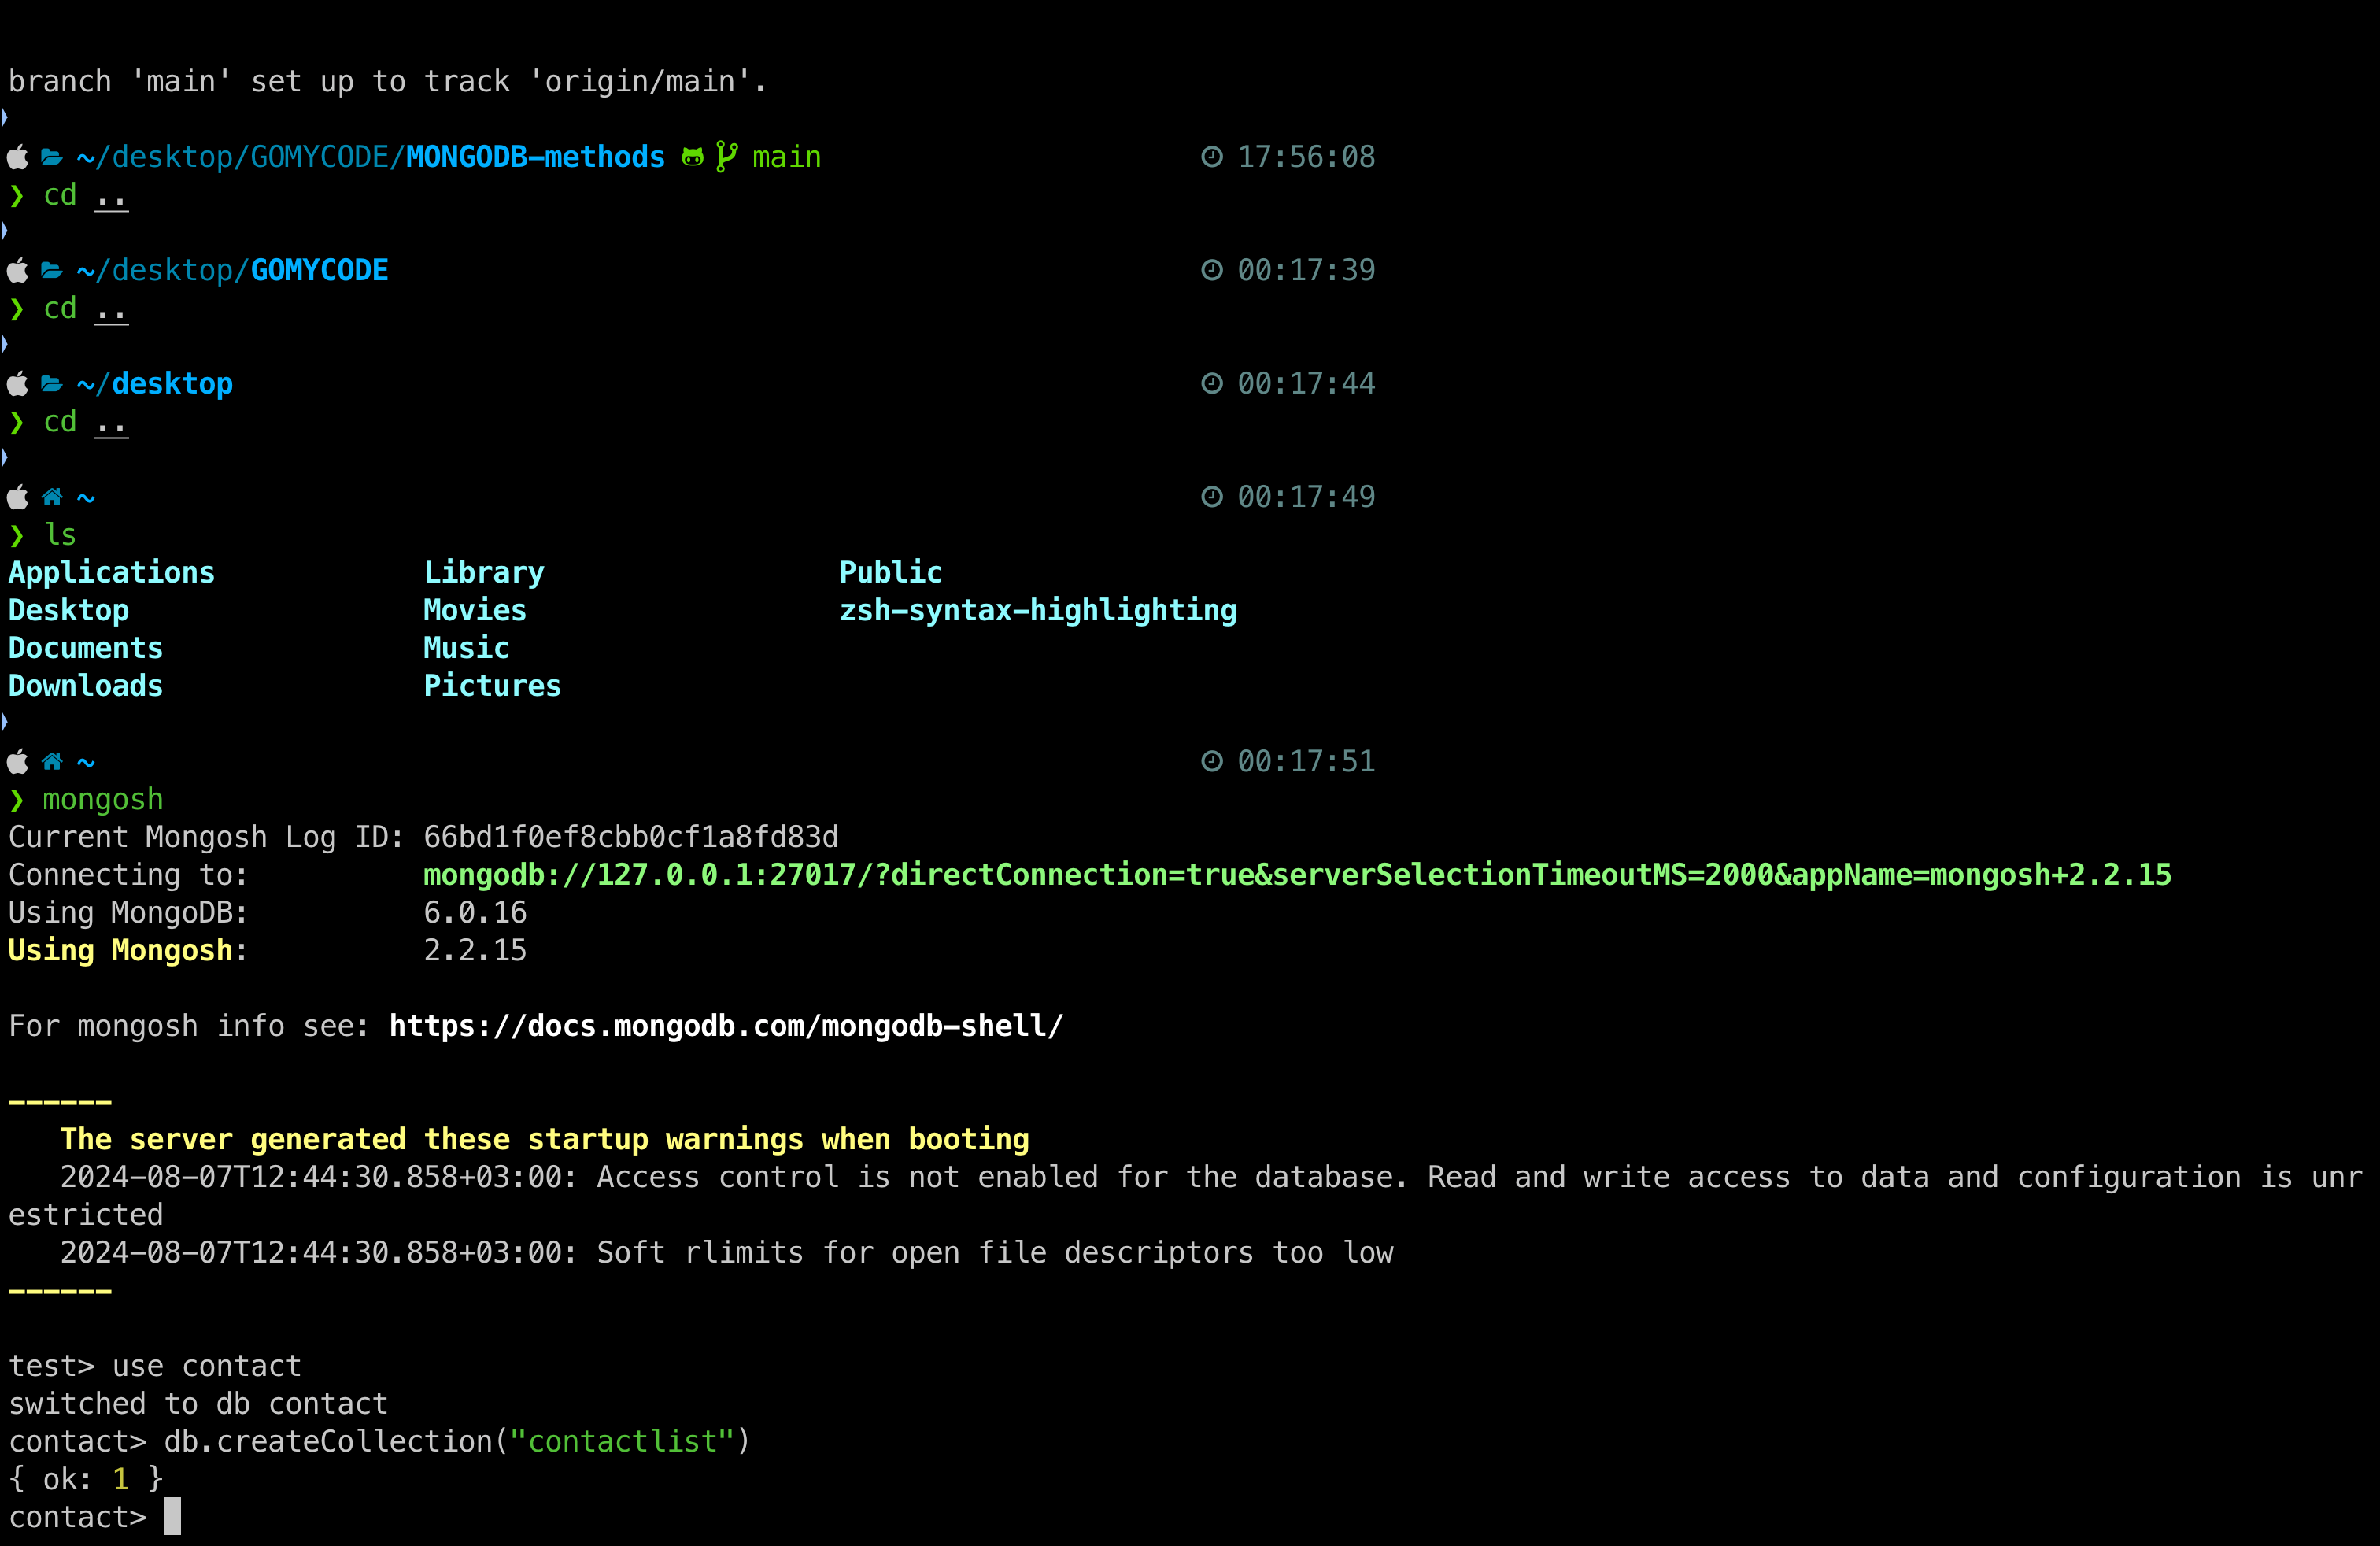 branch 'main' set up to track 'origin/main'.
~/desktop/GOMYCODE/MONGODB-methods main 17:56:08
❯ cd ..
~/desktop/GOMYCODE 00:17:39
❯ cd ..
~/desktop 00:17:44
❯ cd ..
~ 00:17:49
❯ ls
Applications Library Public
Desktop Movies zsh-syntax-highlighting
Documents Music
Downloads Pictures
~ 00:17:51
❯ mongosh
Current Mongosh Log ID: 66bd1f0ef8cbb0cf1a8fd83d
Connecting to: mongodb://127.0.0.1:27017/?directConnection=true&serverSelectionTimeoutMS=2000&appName=mongosh+2.2.15
Using MongoDB: 6.0.16
Using Mongosh: 2.2.15
For mongosh info see: https://docs.mongodb.com/mongodb-shell/
------
The server generated these startup warnings when booting
2024-08-07T12:44:30.858+03:00: Access control is not enabled for the database. Read and write access to data and configuration is unr
estricted
2024-08-07T12:44:30.858+03:00: Soft rlimits for open file descriptors too low
------
test> use contact
switched to db contact
contact> db.createCollection("contactlist")
{ ok: 1 }
contact>